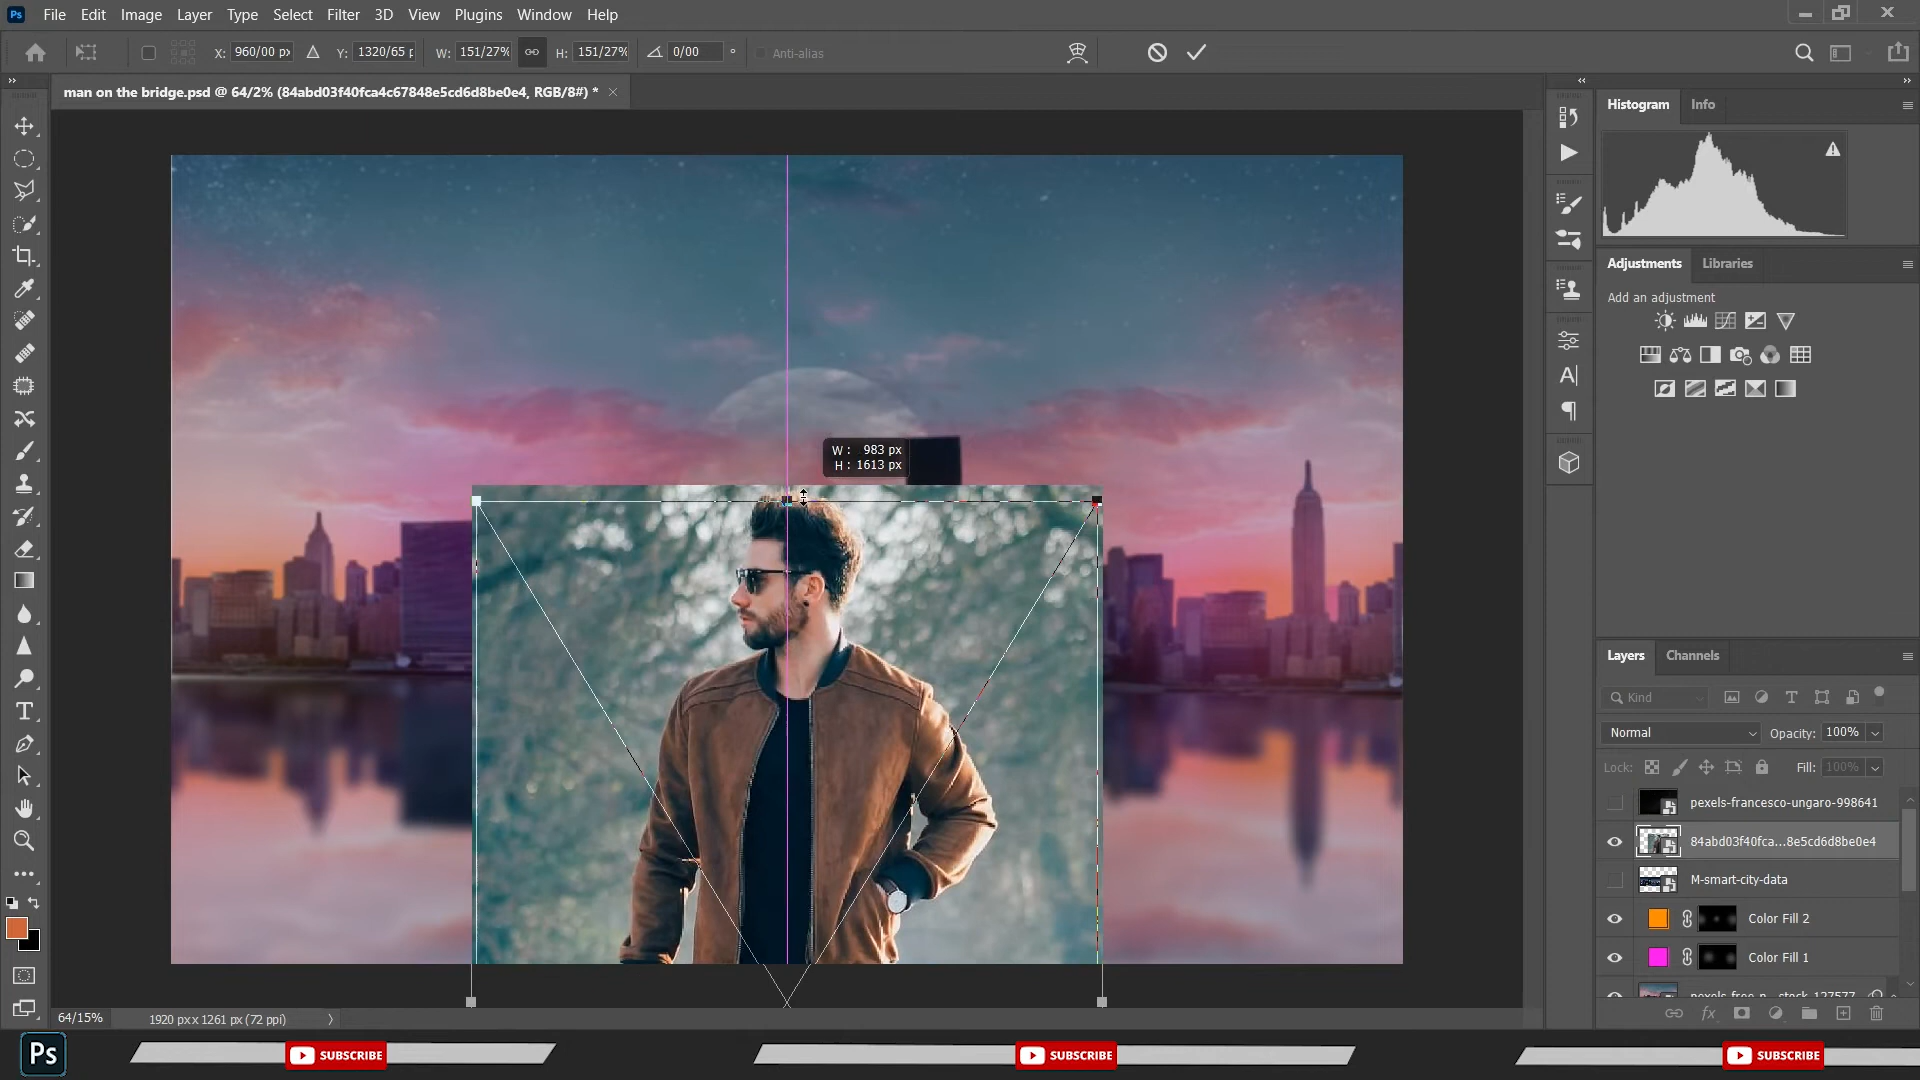 Ps File Edit Image Layer Type Select Filter 3D View Plugins Window Help
X: 960/00 px Y: 1320/65 p W: 151/27% H: 151/27% 0/00 ° Anti-alias
man on the bridge.psd @ 64/2% (84abd03f40fca4c67848e5cd6d8be0e4, RGB/8#) * ×
Histogram Info
Adjustments Libraries
Add an adjustment
W : 983 px
H : 1613 px
Layers Channels
Kind
Normal Opacity: 100%
Lock: Fill: 100%
pexels-francesco-ungaro-998641
84abd03f40fca...8e5cd6d8be0e4
M-smart-city-data
Color Fill 2
Color Fill 1
64/15% 1920 px x 1261 px (72 ppi)
Ps SUBSCRIBE SUBSCRIBE SUBSCRIBE